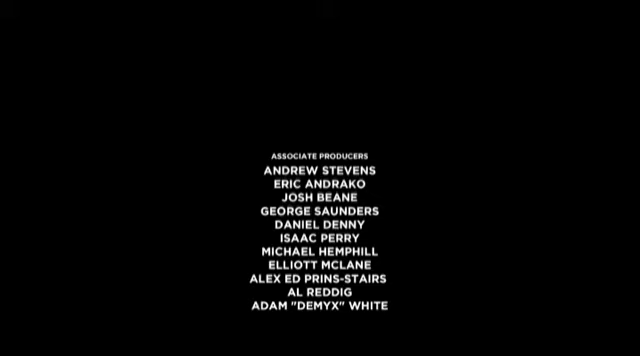 ASSOCIATE PRODUCERS
ANDREW STEVENS
ERIC ANDRAKO
JOSH BEANE
GEORGE SAUNDERS
DANIEL DENNY
ISAAC PERRY
MICHAEL HEMPHILL
ELLIOTT MCLANE
ALEX ED PRINS-STAIRS
AL REDDIG
ADAM "DEMYX" WHITE